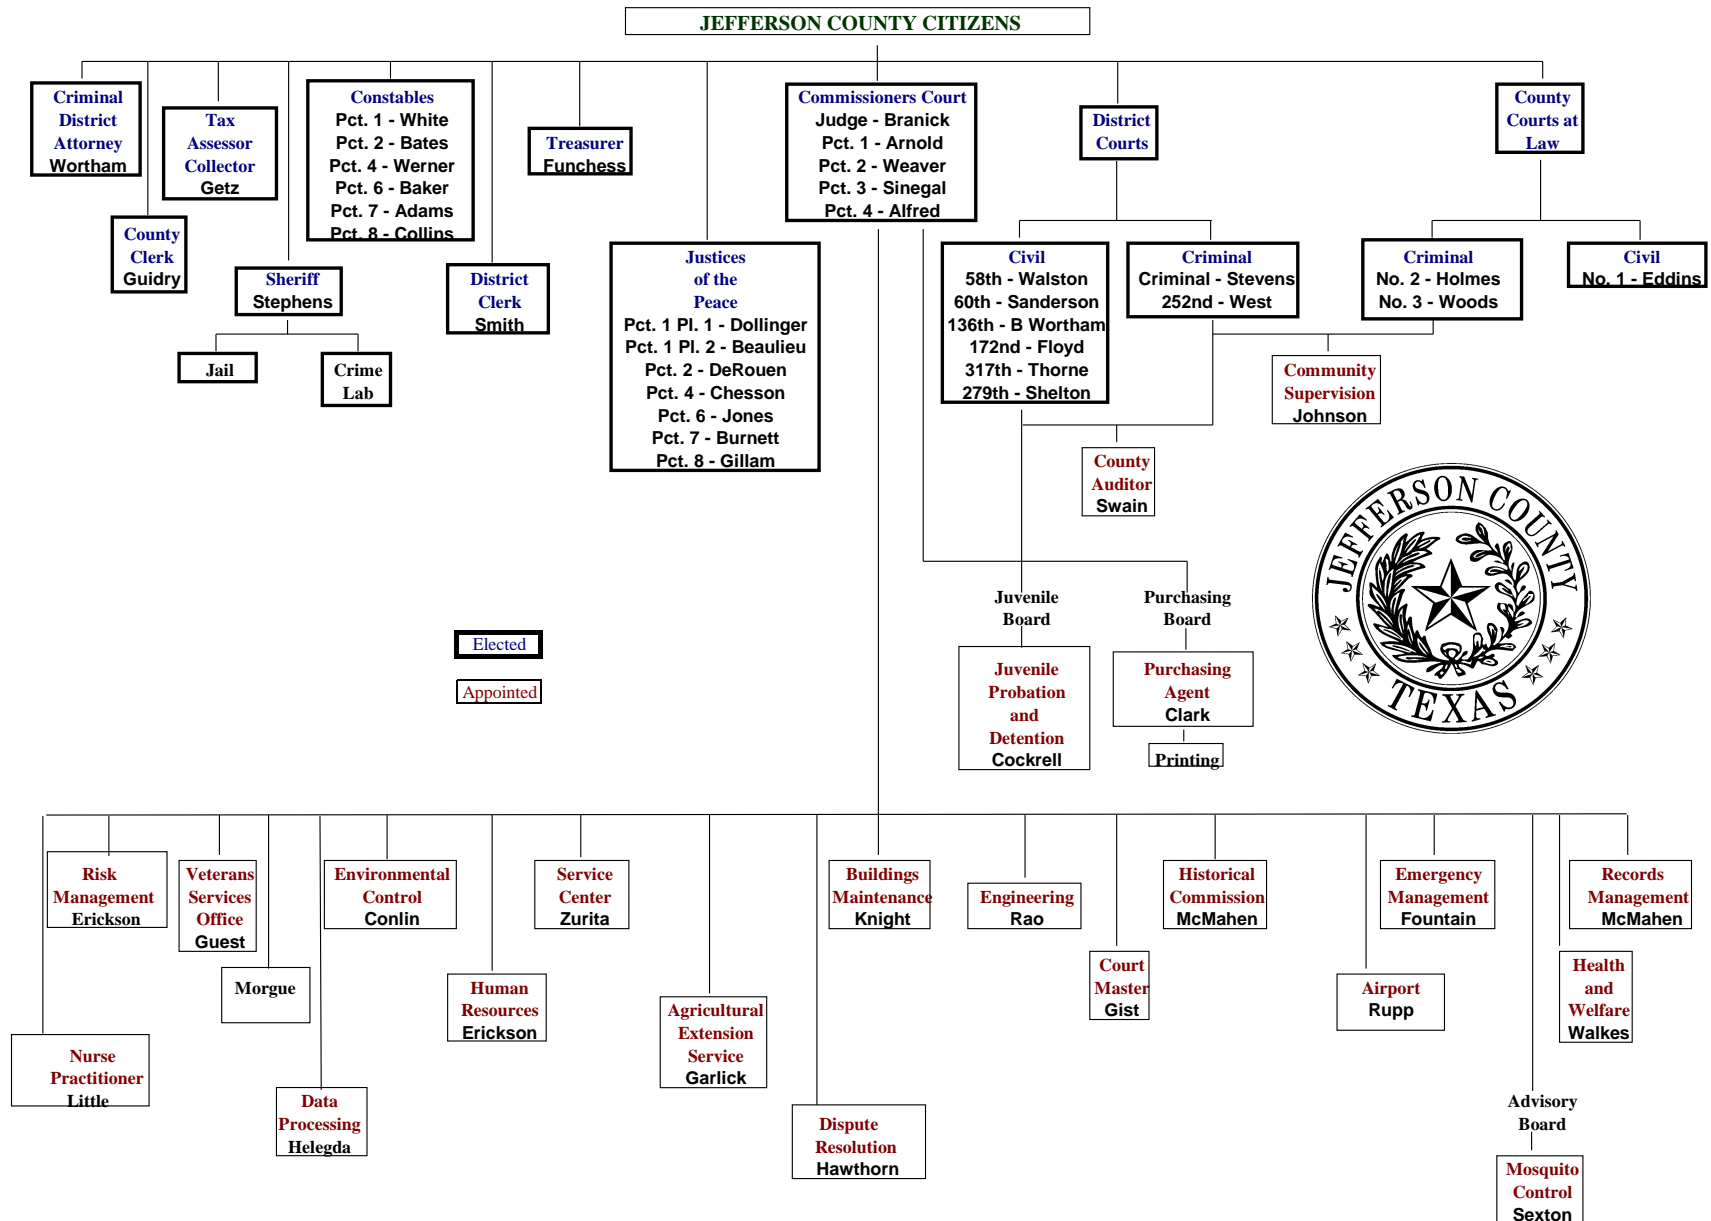 JEFFERSON COUNTY CITIZENS
Criminal
District
Attorney
Wortham
County
Clerk
Guidry
Tax
Assessor
Collector
Getz
Sheriff
Stephens
Jail
Crime
Lab
Constables
Pct. 1 - White
Pct. 2 - Bates
Pct. 4 - Werner
Pct. 6 - Baker
Pct. 7 - Adams
Pct. 8 - Collins
District
Clerk
Smith
Treasurer
Funchess
Justices
of the
Peace
Pct. 1 Pl. 1 - Dollinger
Pct. 1 Pl. 2 - Beaulieu
Pct. 2 - DeRouen
Pct. 4 - Chesson
Pct. 6 - Jones
Pct. 7 - Burnett
Pct. 8 - Gillam
Commissioners Court
Judge - Branick
Pct. 1 - Arnold
Pct. 2 - Weaver
Pct. 3 - Sinegal
Pct. 4 - Alfred
District
Courts
Civil
58th - Walston
60th - Sanderson
136th - B Wortham
172nd - Floyd
317th - Thorne
279th - Shelton
Criminal
Criminal - Stevens
252nd - West
County
Courts at
Law
Criminal
No. 2 - Holmes
No. 3 - Woods
Civil
No. 1 - Eddins
Community
Supervision
Johnson
County
Auditor
Swain
Juvenile
Board
Juvenile
Probation
and
Detention
Cockrell
Purchasing
Board
Purchasing
Agent
Clark
Printing
JEFFERSON COUNTY
TEXAS
Elected
Appointed
Nurse
Practitioner
Little
Risk
Management
Erickson
Veterans
Services
Office
Guest
Morgue
Data
Processing
Helegda
Environmental
Control
Conlin
Human
Resources
Erickson
Service
Center
Zurita
Agricultural
Extension
Service
Garlick
Dispute
Resolution
Hawthorn
Buildings
Maintenance
Knight
Engineering
Rao
Court
Master
Gist
Historical
Commission
McMahen
Airport
Rupp
Emergency
Management
Fountain
Advisory
Board
Mosquito
Control
Sexton
Health
and
Welfare
Walkes
Records
Management
McMahen